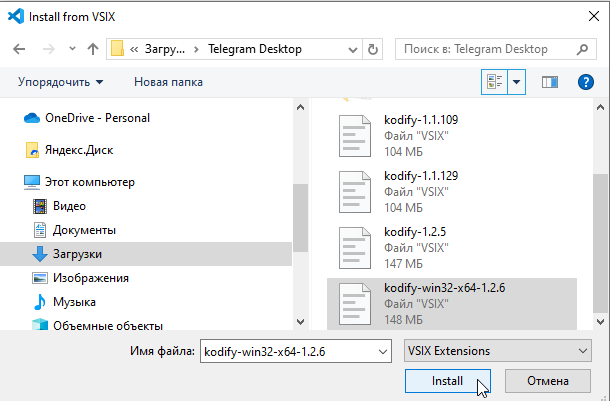 Install from VSIX
Загру... Telegram Desktop
Поиск в: Telegram Desktop
Упорядочить
Новая папка
OneDrive - Personal
Яндекс.Диск
Этот компьютер
Видео
Документы
Загрузки
Изображения
Музыка
Объемные объекты
kodify-1.1.109
Файл "VSIX"
104 МБ
kodify-1.1.129
Файл "VSIX"
104 МБ
kodify-1.2.5
Файл "VSIX"
147 МБ
kodify-win32-x64-1.2.6
Файл "VSIX"
148 МБ
Имя файла: kodify-win32-x64-1.2.6
VSIX Extensions
Install
Отмена